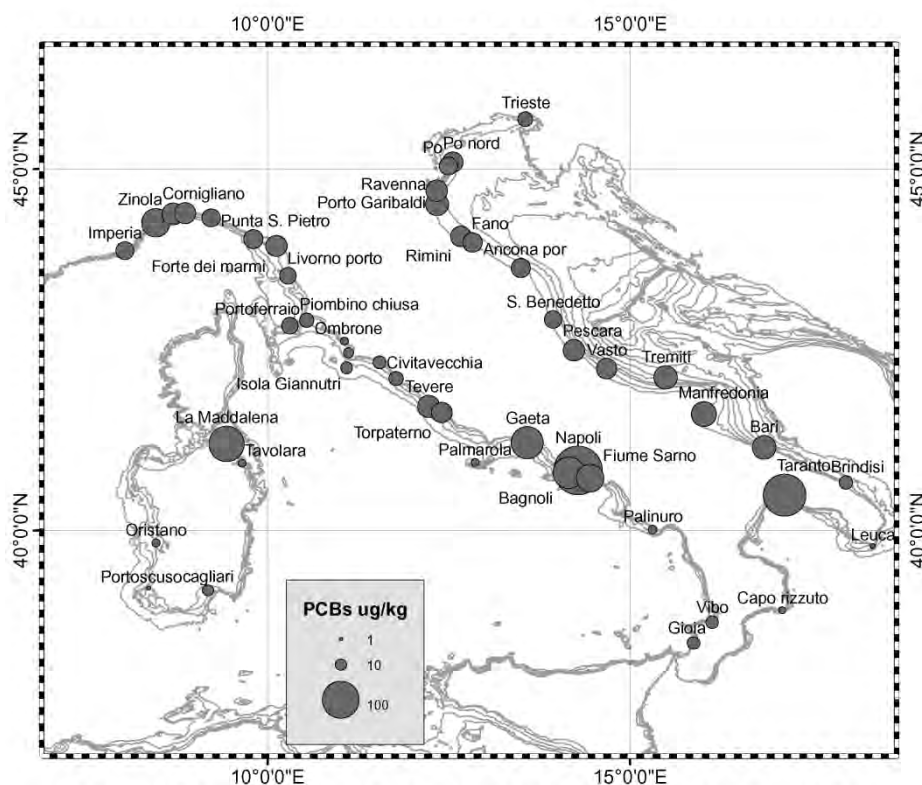 10°0'0"E 15°0'0"E
Trieste
Po Po nord
45°0'0"N 45°0'0"N
Ravenna
Zinola Cornigliano
Porto Garibaldi
Punta S. Pietro
Fano
Imperia
Rimini
Ancona por
Forte dei marmi
Livorno porto
S. Benedetto
Portoferraio Piombino chiusa
Ombrone
Pescara
Vasto
Tremiti
Isola Giannutri
Civitavecchia
Tevere
Manfredonia
La Maddalena
Torpaterno
Gaeta
Bari
Tavolara
Palmarola
Napoli
Fiume Sarno
Taranto Brindisi
Bagnoli
Oristano
Palinuro
Leuca
40°0'0"N 40°0'0"N
Portoscusocagliari
Capo rizzuto
Vibo
Gioia
PCBs ug/kg
1
10
100
10°0'0"E 15°0'0"E